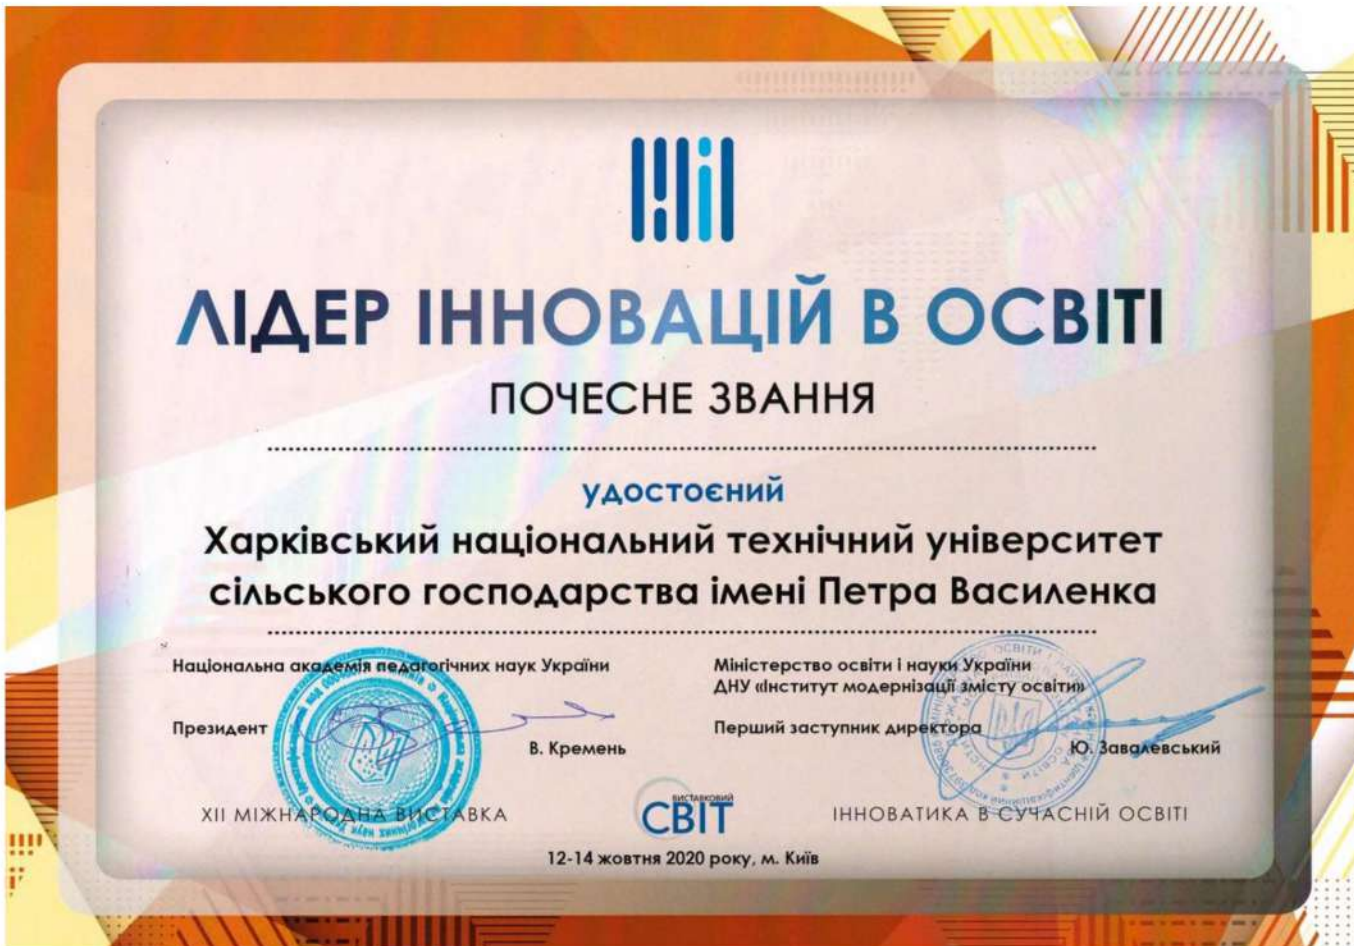 ЛІДЕР ІННОВАЦІЙ В ОСВІТІ
ПОЧЕСНЕ ЗВАННЯ
удостоєний
Харківський національний технічний університет
сільського господарства імені Петра Василенка
Національна академія педагогічних наук України
Президент
В. Кремень
Міністерство освіти і науки України
ДНУ «Інститут модернізації змісту освіти»
Перший заступник директора
Ю. Завалевський
XII МІЖНАРОДНА ВИСТАВКА
ВИСТАВКОВИЙ
СВІТ
ІННОВАТИКА В СУЧАСНІЙ ОСВІТІ
12-14 жовтня 2020 року, м. Київ